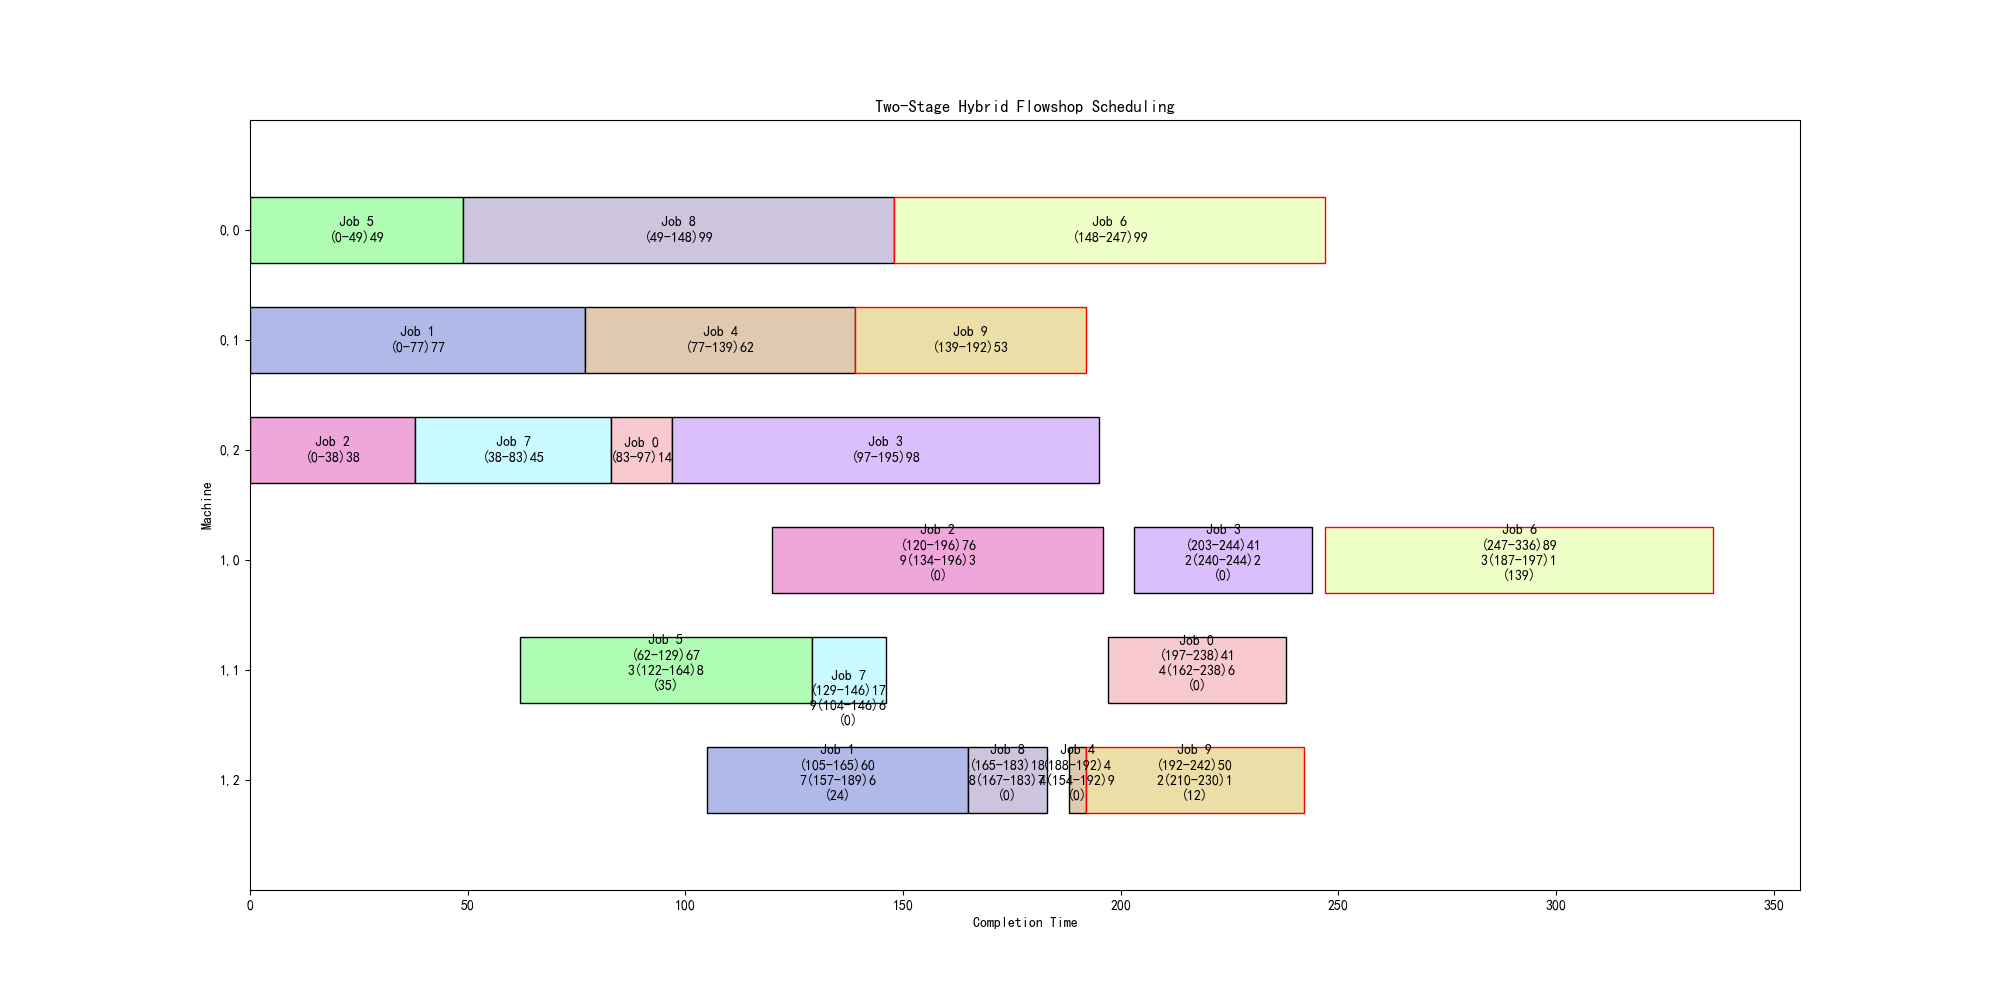 Two-Stage Hybrid Flowshop Scheduling
Machine
0,0
Job 5
(0-49)49
Job 8
(49-148)99
Job 6
(148-247)99
0,1
Job 1
(0-77)77
Job 4
(77-139)62
Job 9
(139-192)53
0,2
Job 2
(0-38)38
Job 7
(38-83)45
Job 0
(83-97)14
Job 3
(97-195)98
1,0
Job 2
(120-196)76
9(134-196)3
(0)
Job 3
(203-244)41
2(240-244)2
(0)
Job 6
(247-336)89
3(187-197)1
(139)
1,1
Job 5
(62-129)67
3(122-164)8
(35)
Job 7
(129-146)17
9(104-146)6
(0)
Job 0
(197-238)41
4(162-238)6
(0)
1,2
Job 1
(105-165)60
7(157-189)6
(24)
Job 8
(165-183)18
8(167-183)7
(0)
Job 4
(188-192)4
4(154-192)9
(0)
Job 9
(192-242)50
2(210-230)1
(12)
0
50
100
150
200
250
300
350
Completion Time